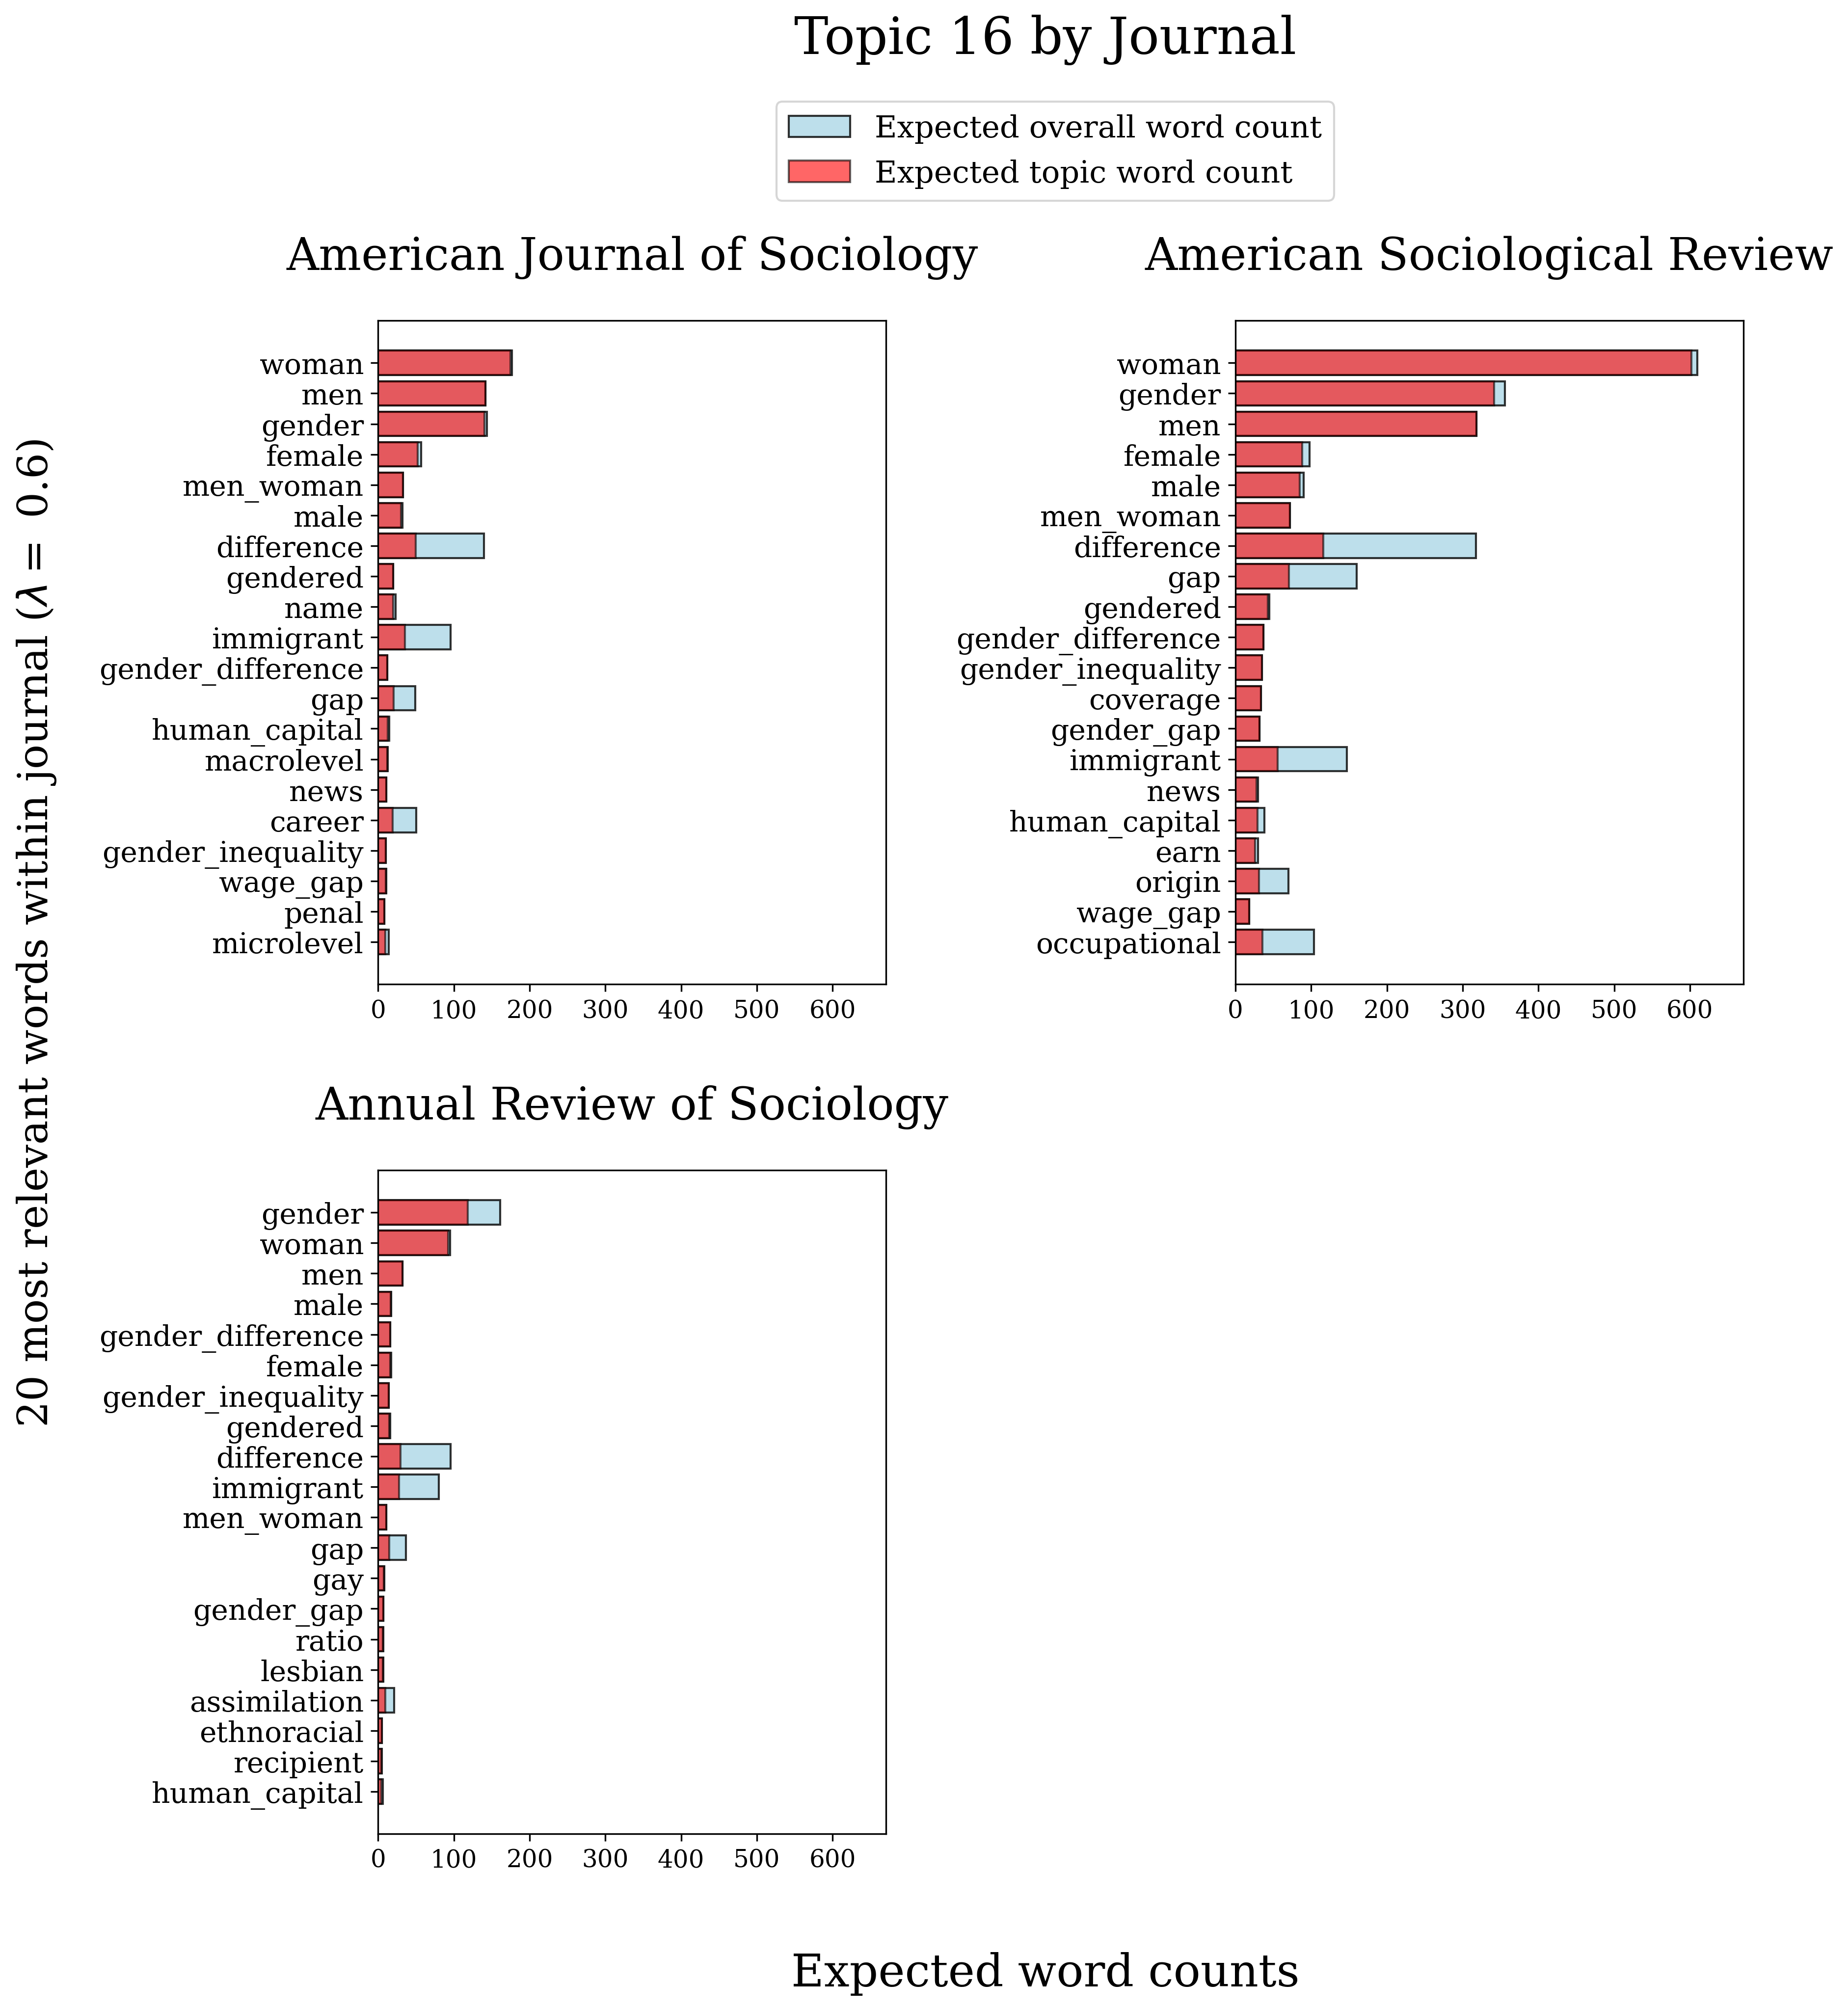 Topic 16 by Journal
Expected overall word count
Expected topic word count
20 most relevant words within journal (λ = 0.6)
American Journal of Sociology
woman
men
gender
female
men_woman
male
difference
gendered
name
immigrant
gender_difference
gap
human_capital
macrolevel
news
career
gender_inequality
wage_gap
penal
microlevel
0 100 200 300 400 500 600
American Sociological Review
woman
gender
men
female
male
men_woman
difference
gap
gendered
gender_difference
gender_inequality
coverage
gender_gap
immigrant
news
human_capital
earn
origin
wage_gap
occupational
0 100 200 300 400 500 600
Annual Review of Sociology
gender
woman
men
male
gender_difference
female
gender_inequality
gendered
difference
immigrant
men_woman
gap
gay
gender_gap
ratio
lesbian
assimilation
ethnoracial
recipient
human_capital
0 100 200 300 400 500 600
Expected word counts